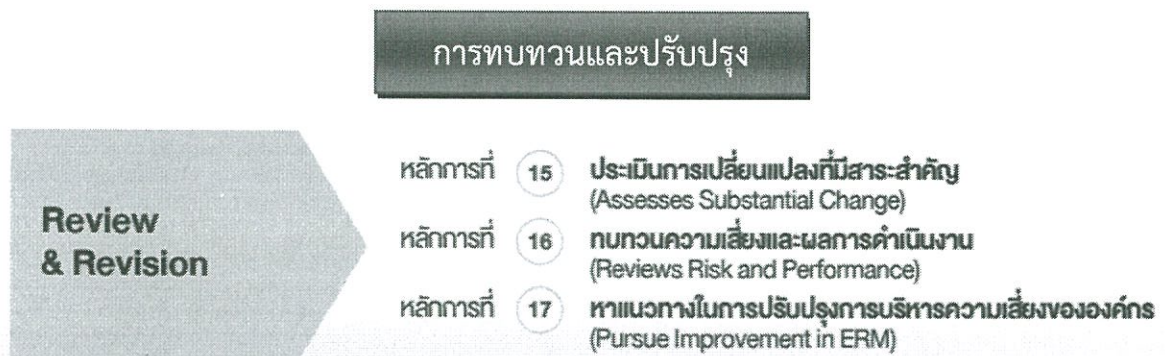 การทบทวนและปรับปรุง
Review
& Revision
หลักการที่ 15 ประเมินการเปลี่ยนแปลงที่มีสาระสำคัญ
(Assesses Substantial Change)
หลักการที่ 16 ทบทวนความเสี่ยงและผลการดำเนินงาน
(Reviews Risk and Performance)
หลักการที่ 17 หาแนวทางในการปรับปรุงการบริหารความเสี่ยงขององค์กร
(Pursue Improvement in ERM)